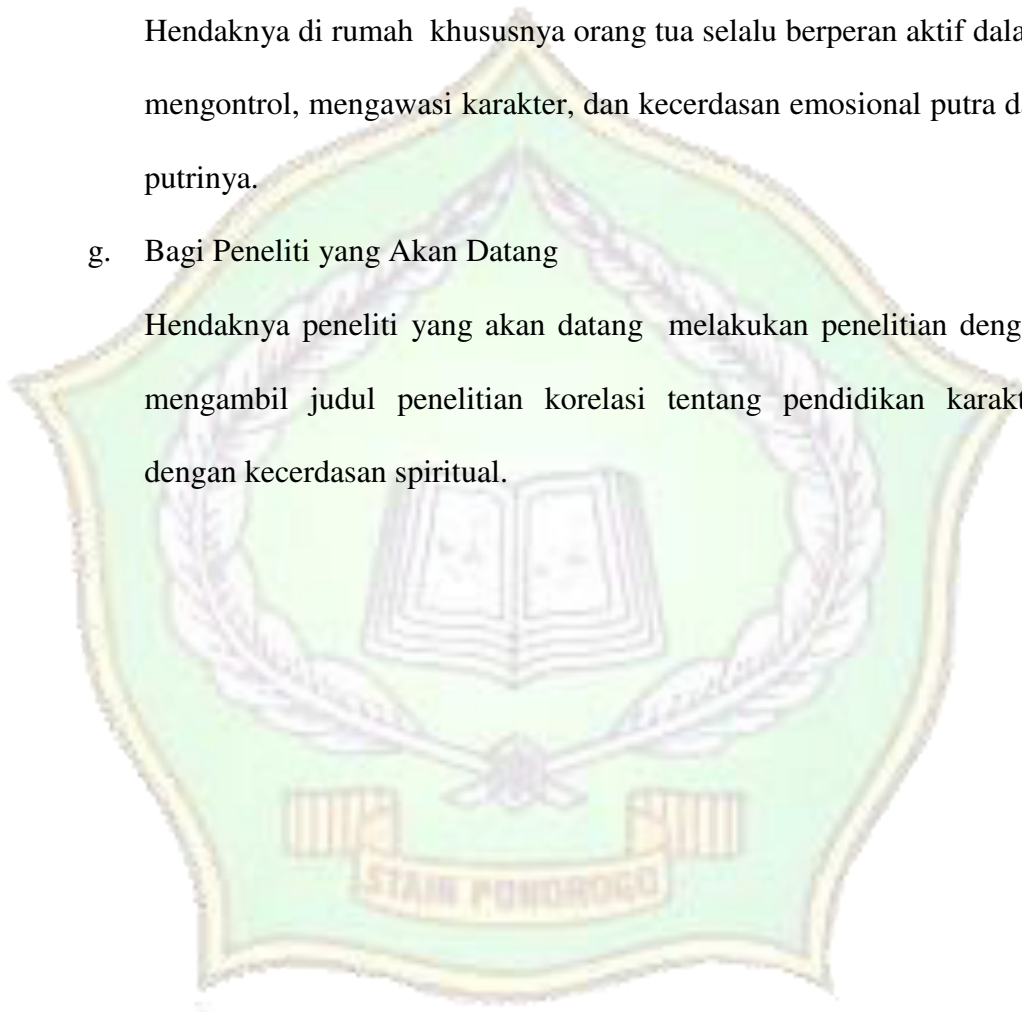 Hendaknya di rumah khususnya orang tua selalu berperan aktif dala
mengontrol, mengawasi karakter, dan kecerdasan emosional putra d
putrinya.
g. Bagi Peneliti yang Akan Datang
Hendaknya peneliti yang akan datang melakukan penelitian deng
mengambil judul penelitian korelasi tentang pendidikan karakt
dengan kecerdasan spiritual.
STAIN PONOROGO